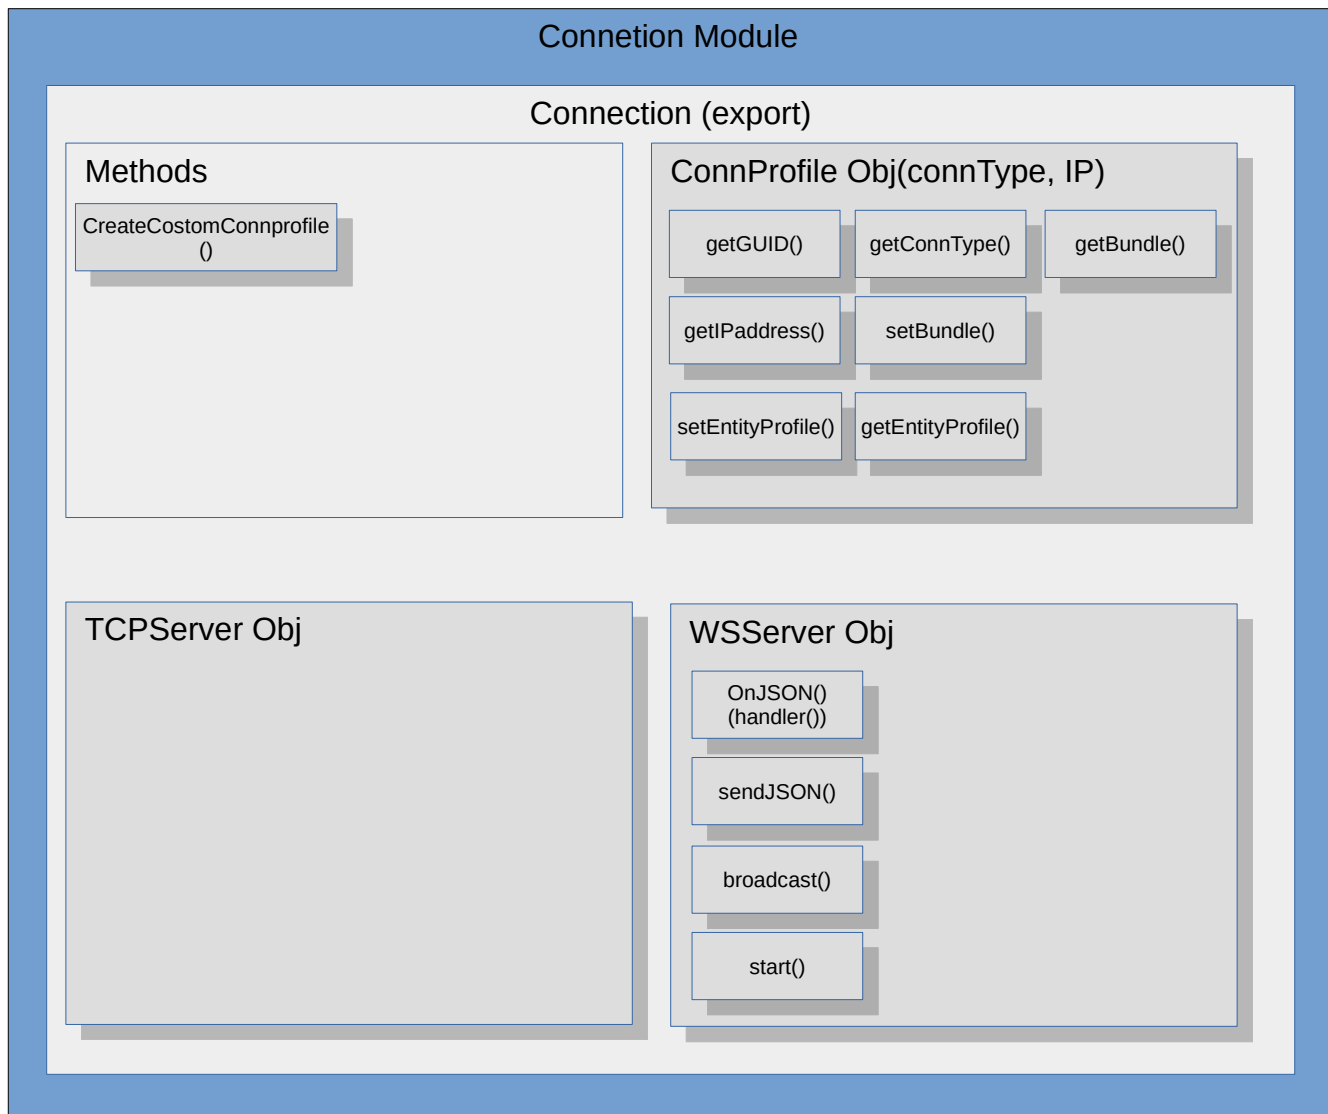 Connetion Module
Connection (export)
Methods
CreateCostomConnprofile
()
ConnProfile Obj(connType, IP)
getGUID()
getConnType()
getBundle()
getIPaddress()
setBundle()
setEntityProfile()
getEntityProfile()
TCPServer Obj
WSServer Obj
OnJSON()
(handler())
sendJSON()
broadcast()
start()